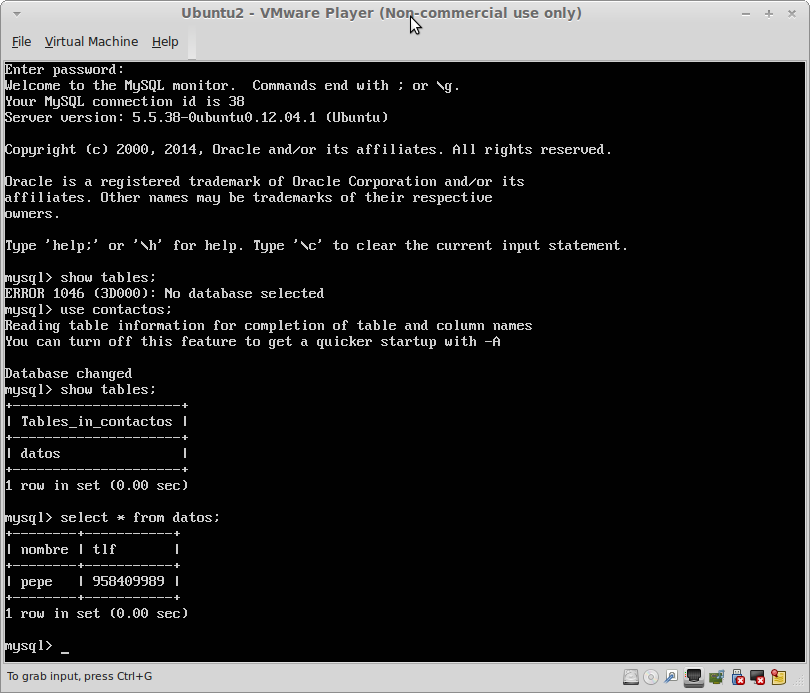 Ubuntu2 - VMware Player (Non-commercial use only)
File Virtual Machine Help
Enter password:
Welcome to the MySQL monitor.  Commands end with ; or \g.
Your MySQL connection id is 38
Server version: 5.5.38-0ubuntu0.12.04.1 (Ubuntu)
Copyright (c) 2000, 2014, Oracle and/or its affiliates. All rights reserved.
Oracle is a registered trademark of Oracle Corporation and/or its
affiliates. Other names may be trademarks of their respective
owners.
Type 'help;' or '\h' for help. Type '\c' to clear the current input statement.
mysql> show tables;
ERROR 1046 (3D000): No database selected
mysql> use contactos;
Reading table information for completion of table and column names
You can turn off this feature to get a quicker startup with -A
Database changed
mysql> show tables;
+--------------------+
| Tables_in_contactos |
+--------------------+
| datos               |
+--------------------+
1 row in set (0.00 sec)
mysql> select * from datos;
+--------+-----------+
| nombre | tlf       |
+--------+-----------+
| pepe   | 958409989 |
+--------+-----------+
1 row in set (0.00 sec)
mysql> _
To grab input, press Ctrl+G